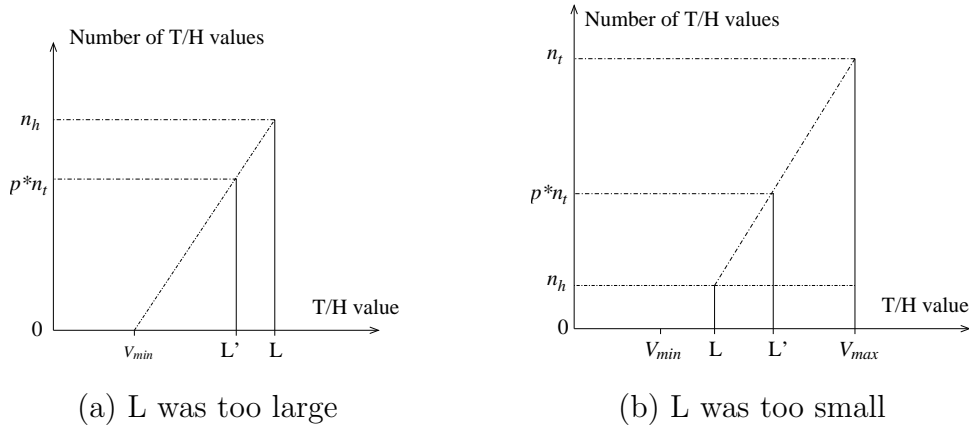 Number of T/H values
n_h
p*n_t
0
T/H value
V_min
L'
L
(a) L was too large
Number of T/H values
n_t
p*n_t
n_h
0
T/H value
V_min
L
L'
V_max
(b) L was too small